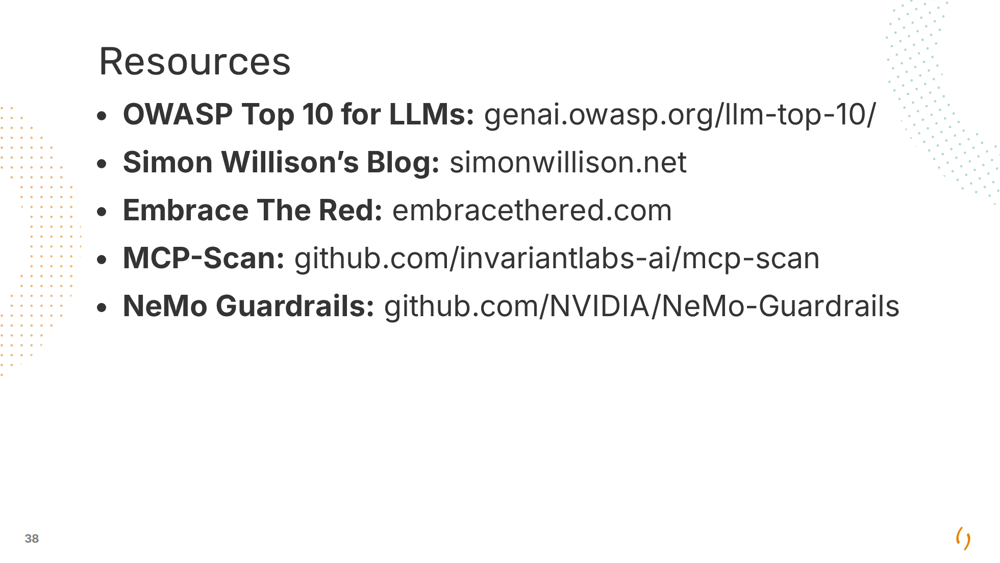 Resources
• OWASP Top 10 for LLMs: genai.owasp.org/llm-top-10/
• Simon Willison’s Blog: simonwillison.net
• Embrace The Red: embracethered.com
• MCP-Scan: github.com/invariantlabs-ai/mcp-scan
• NeMo Guardrails: github.com/NVIDIA/NeMo-Guardrails
38